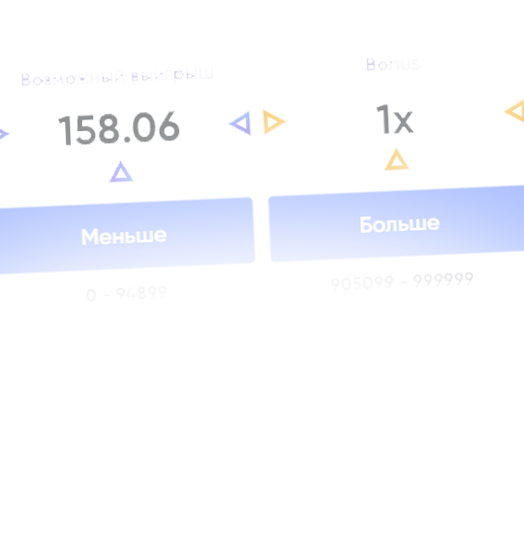 Возможный выигрыш
Bonus
158.06
1x
Меньше
Больше
0 - 94899
905099 - 999999